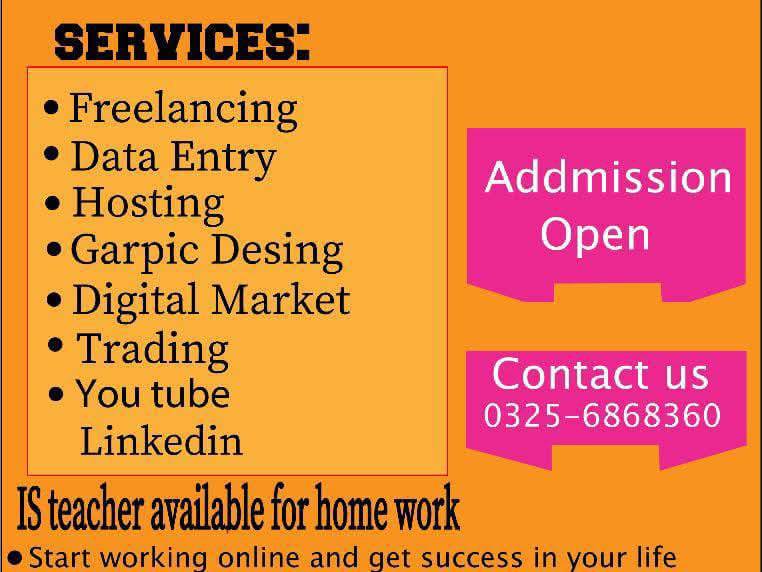 SERVICES:
• Freelancing
• Data Entry
• Hosting
• Garpic Desing
• Digital Market
• Trading
• You tube
Linkedin
Addmission
Open
Contact us
0325-6868360
IS teacher available for home work
• Start working online and get success in your life